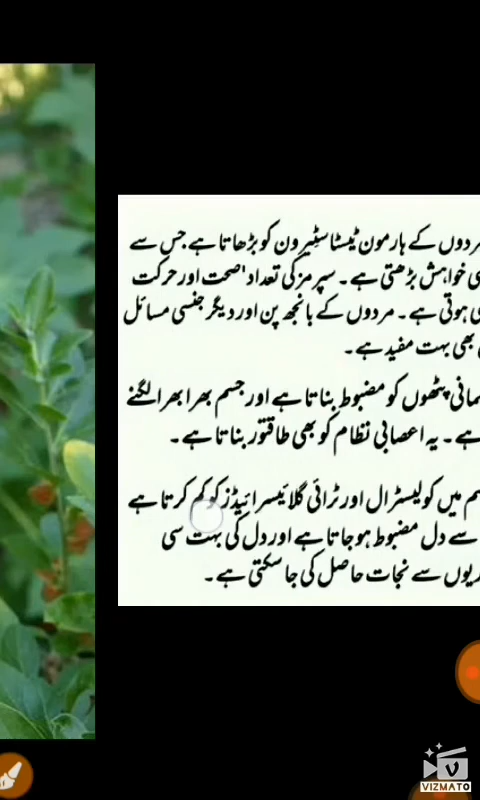 کے ہارمون ٹیسٹاسٹیرون کو بڑھاتا ہے جس سے
خواہش بڑھتی ہے۔ سپرمز کی تعداد' صحت اور حرکت
ہوتی ہے۔ مردوں کے بانجھ پن اور دیگر جنسی مسائل
بھی بہت مفید ہے۔
پٹھوں کو مضبوط بناتا ہے اور جسم بھرا بھرا لگنے
ہے۔ یہ اعصابی نظام کو بھی طاقتور بناتا ہے۔
میں کولیسٹرال اور ٹرائی گلائیسرائیڈز کو کم کرتا ہے
سے دل مضبوط ہو جاتا ہے اور دل کی بہت سی
سے نجات حاصل کی جا سکتی ہے۔
VIZMATO